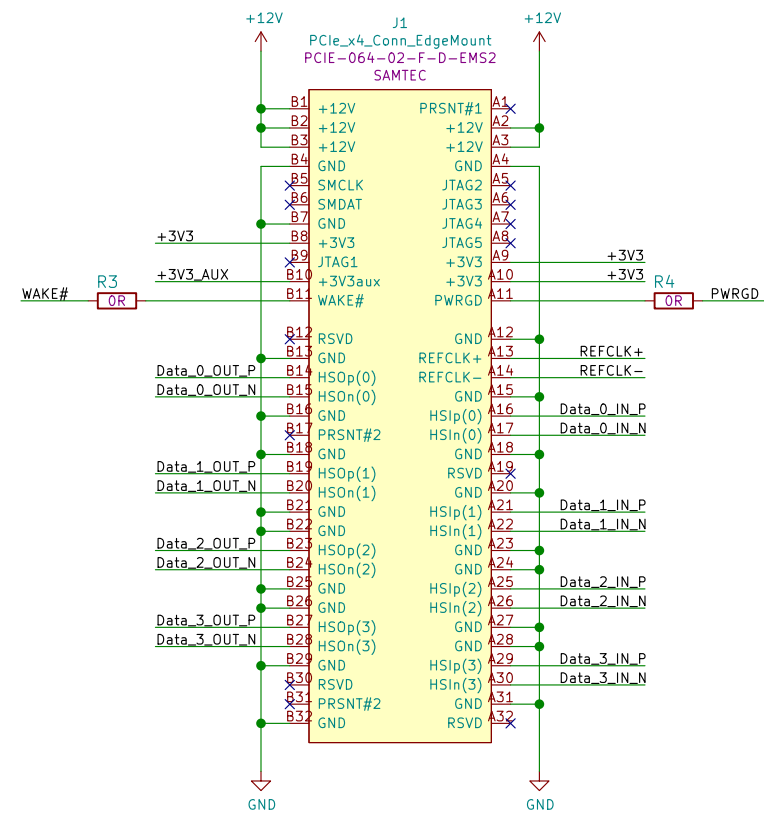 +12V +12V
J1
PCIe_x4_Conn_EdgeMount
PCIE-064-02-F-D-EMS2
SAMTEC
B1 +12V PRSNT#1 A1
B2 +12V +12V A2
B3 +12V +12V A3
B4 GND GND A4
B5 SMCLK JTAG2 A5
B6 SMDAT JTAG3 A6
B7 GND JTAG4 A7
+3V3 B8 +3V3 JTAG5 A8
B9 JTAG1 +3V3 A9 +3V3
+3V3_AUX B10 +3V3aux +3V3 A10 +3V3
R3 R4
WAKE# 0R B11 WAKE# PWRGD A11 0R PWRGD
B12 RSVD GND A12
B13 GND REFCLK+ A13 REFCLK+
Data_0_OUT_P B14 HSOp(0) REFCLK- A14 REFCLK-
Data_0_OUT_N B15 HSOn(0) GND A15
B16 GND HSIp(0) A16 Data_0_IN_P
B17 PRSNT#2 HSIn(0) A17 Data_0_IN_N
B18 GND GND A18
Data_1_OUT_P B19 HSOp(1) RSVD A19
Data_1_OUT_N B20 HSOn(1) GND A20
B21 GND HSIp(1) A21 Data_1_IN_P
B22 GND HSIn(1) A22 Data_1_IN_N
Data_2_OUT_P B23 HSOp(2) GND A23
Data_2_OUT_N B24 HSOn(2) GND A24
B25 GND HSIp(2) A25 Data_2_IN_P
B26 GND HSIn(2) A26 Data_2_IN_N
Data_3_OUT_P B27 HSOp(3) GND A27
Data_3_OUT_N B28 HSOn(3) GND A28
B29 GND HSIp(3) A29 Data_3_IN_P
B30 RSVD HSIn(3) A30 Data_3_IN_N
B31 PRSNT#2 GND A31
B32 GND RSVD A32
GND GND